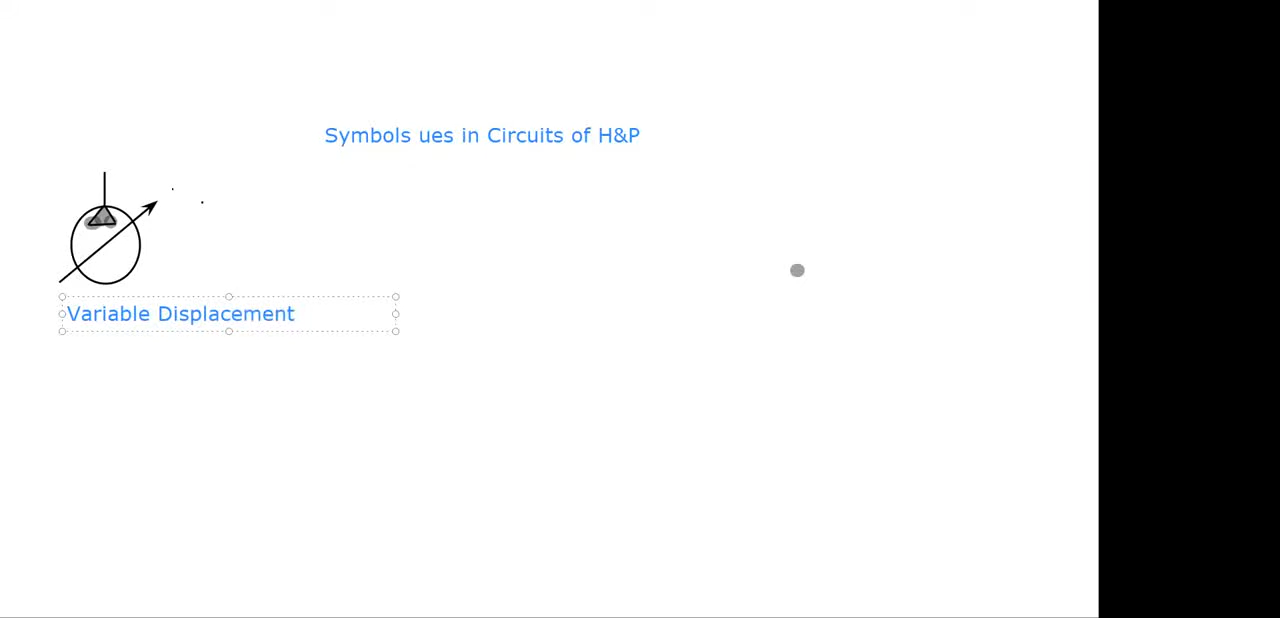 Symbols ues in Circuits of H&P
Variable Displacement